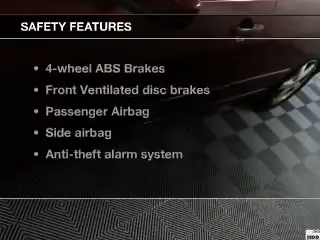 SAFETY FEATURES
• 4-wheel ABS Brakes
• Front Ventilated disc brakes
• Passenger Airbag
• Side airbag
• Anti-theft alarm system